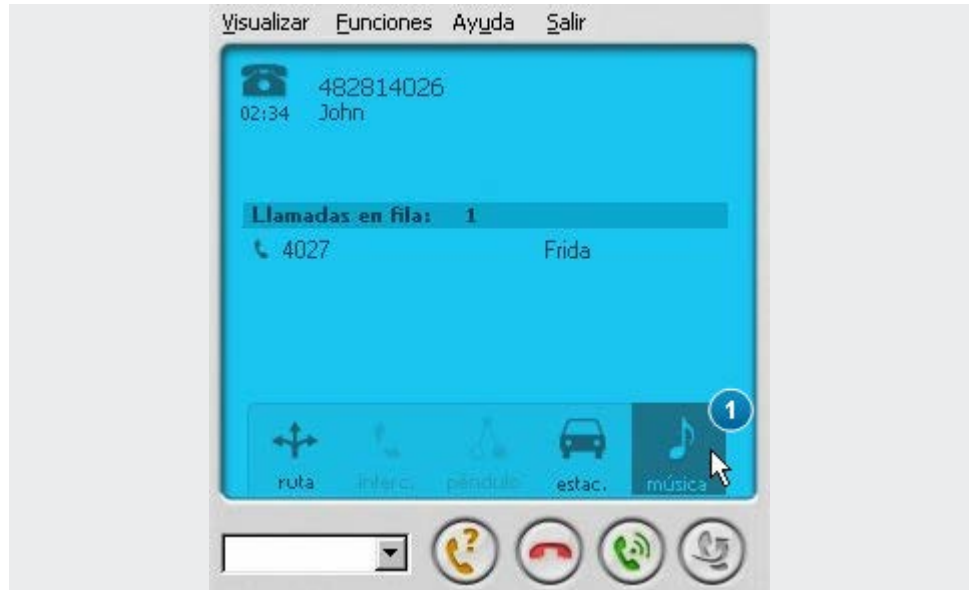 Visualizar Funciones Ayuda Salir
482814026
02:34 John
Llamadas en fila: 1
4027 Frida
1
ruta interc. péndulo estac. música
?